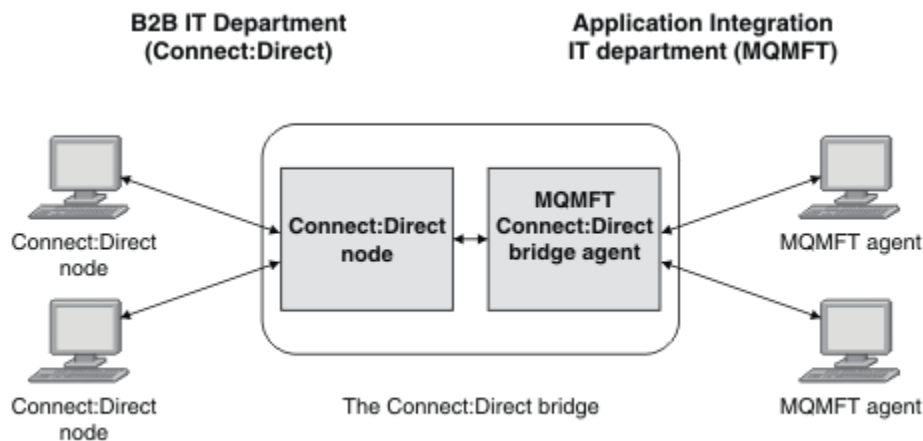 B2B IT Department
(Connect:Direct)
Application Integration
IT department (MQMFT)
Connect:Direct
node
Connect:Direct
node
MQMFT
Connect:Direct
bridge agent
MQMFT agent
Connect:Direct
node
The Connect:Direct bridge
MQMFT agent